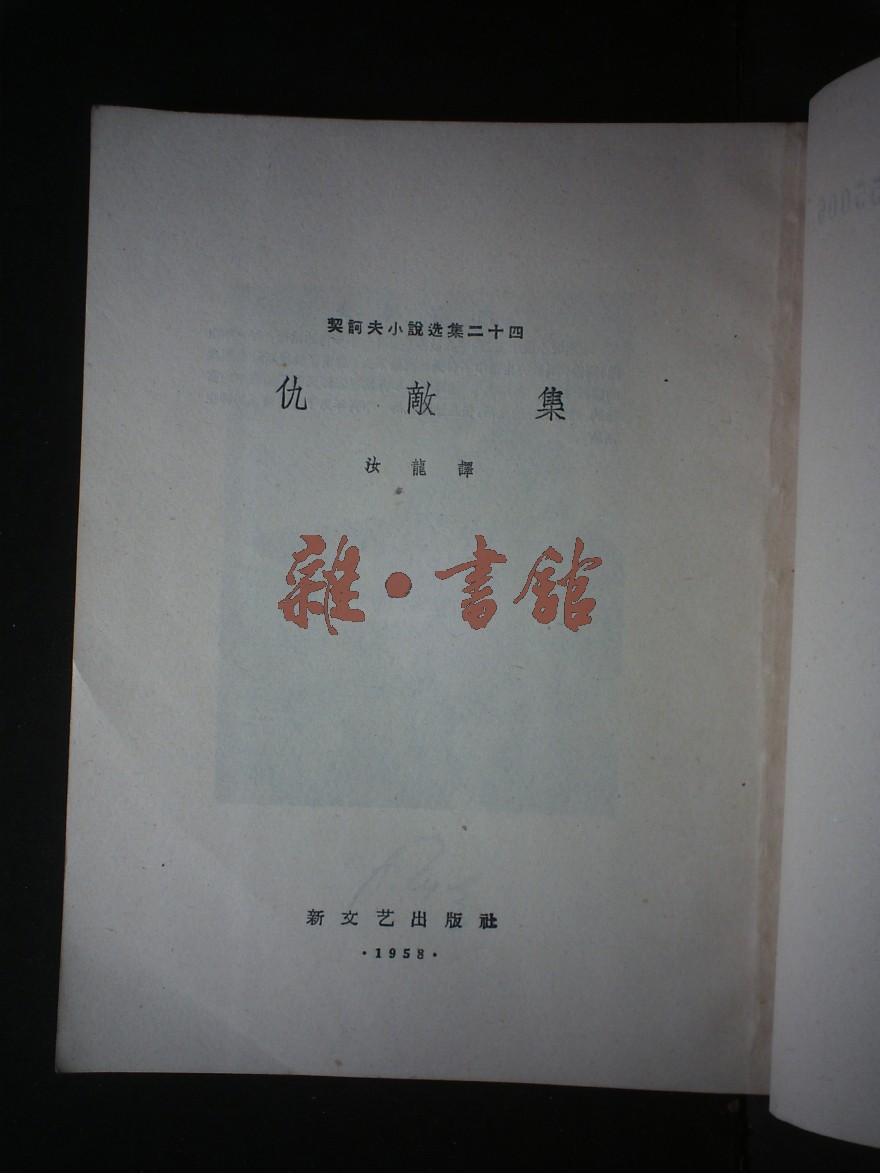 契訶夫小說选集二十四
仇敵集
汝龍譯
雜·書館
新文艺出版社
·1958·